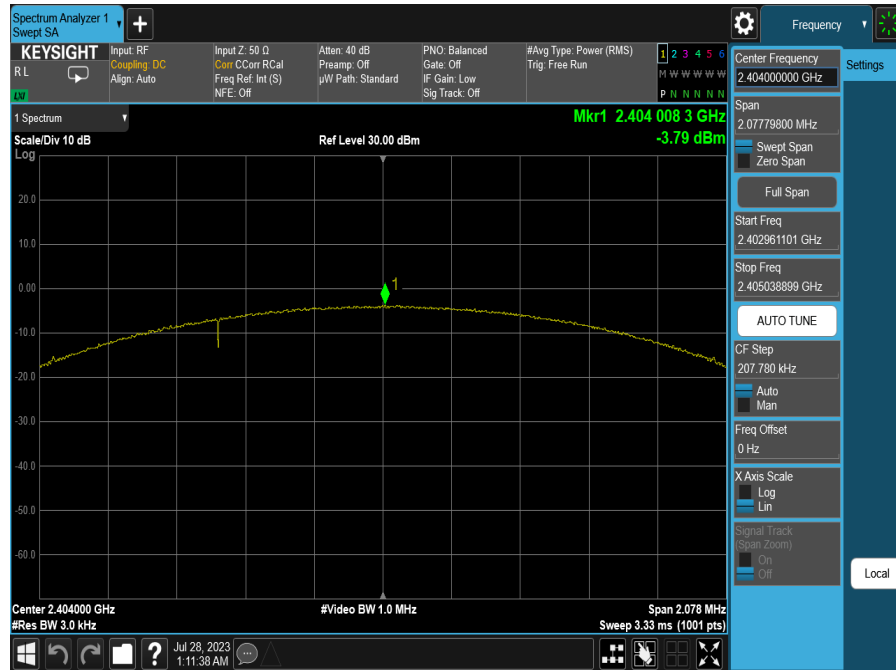 Spectrum Analyzer 1
Swept SA
+
Frequency
KEYSIGHT
R L
LXI
Input: RF
Coupling: DC
Align: Auto
Input Z: 50 Ω
Corr CCorr RCal
Freq Ref: Int (S)
NFE: Off
Atten: 40 dB
Preamp: Off
µW Path: Standard
PNO: Balanced
Gate: Off
IF Gain: Low
Sig Track: Off
#Avg Type: Power (RMS)
Trig: Free Run
1 2 3 4 5 6
M W W W W W
P N N N N N
Center Frequency
2.404000000 GHz
Settings
Span
2.07779800 MHz
Swept Span
Zero Span
Full Span
Start Freq
2.402961101 GHz
Stop Freq
2.405038899 GHz
AUTO TUNE
CF Step
207.780 kHz
Auto
Man
Freq Offset
0 Hz
X Axis Scale
Log
Lin
Signal Track
(Span Zoom)
On
Off
Local
1 Spectrum
Mkr1 2.404 008 3 GHz
-3.79 dBm
Scale/Div 10 dB
Ref Level 30.00 dBm
Log
20.0
10.0
0.00
-10.0
-20.0
-30.0
-40.0
-50.0
-60.0
1
Center 2.404000 GHz
#Video BW 1.0 MHz
Span 2.078 MHz
#Res BW 3.0 kHz
Sweep 3.33 ms (1001 pts)
?
Jul 28, 2023
1:11:38 AM